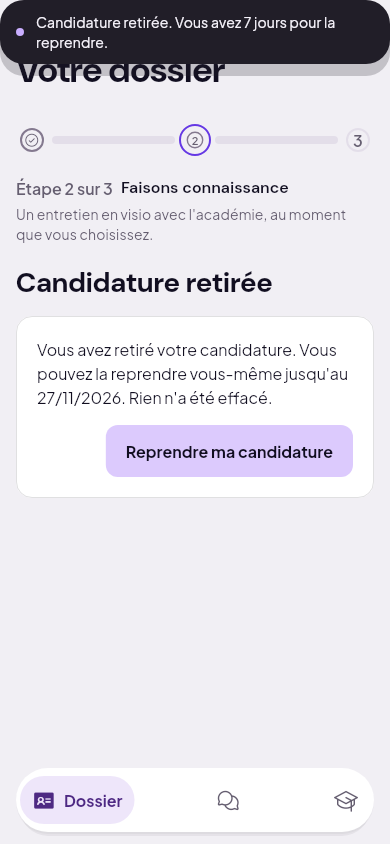 Candidature retirée. Vous avez 7 jours pour la
reprendre.
Votre dossier
2
3
Étape 2 sur 3 Faisons connaissance
Un entretien en visio avec l'académie, au moment
que vous choisissez.
Candidature retirée
Vous avez retiré votre candidature. Vous
pouvez la reprendre vous-même jusqu'au
27/11/2026. Rien n'a été effacé.
Reprendre ma candidature
Dossier